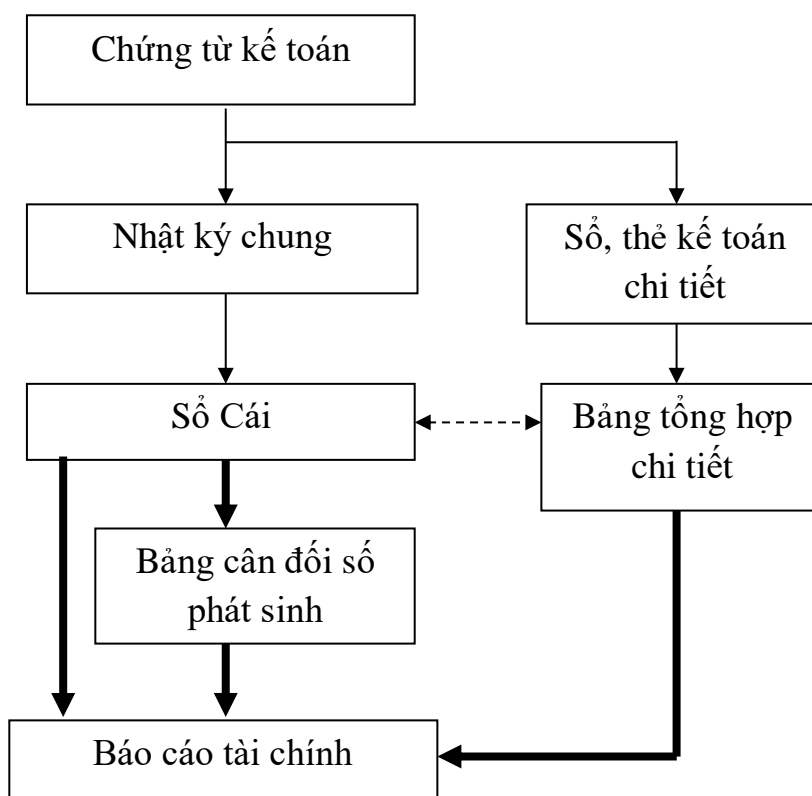 Chứng từ kế toán
Nhật ký chung
Sổ, thẻ kế toán
chi tiết
Sổ Cái
Bảng tổng hợp
chi tiết
Bảng cân đối số
phát sinh
Báo cáo tài chính